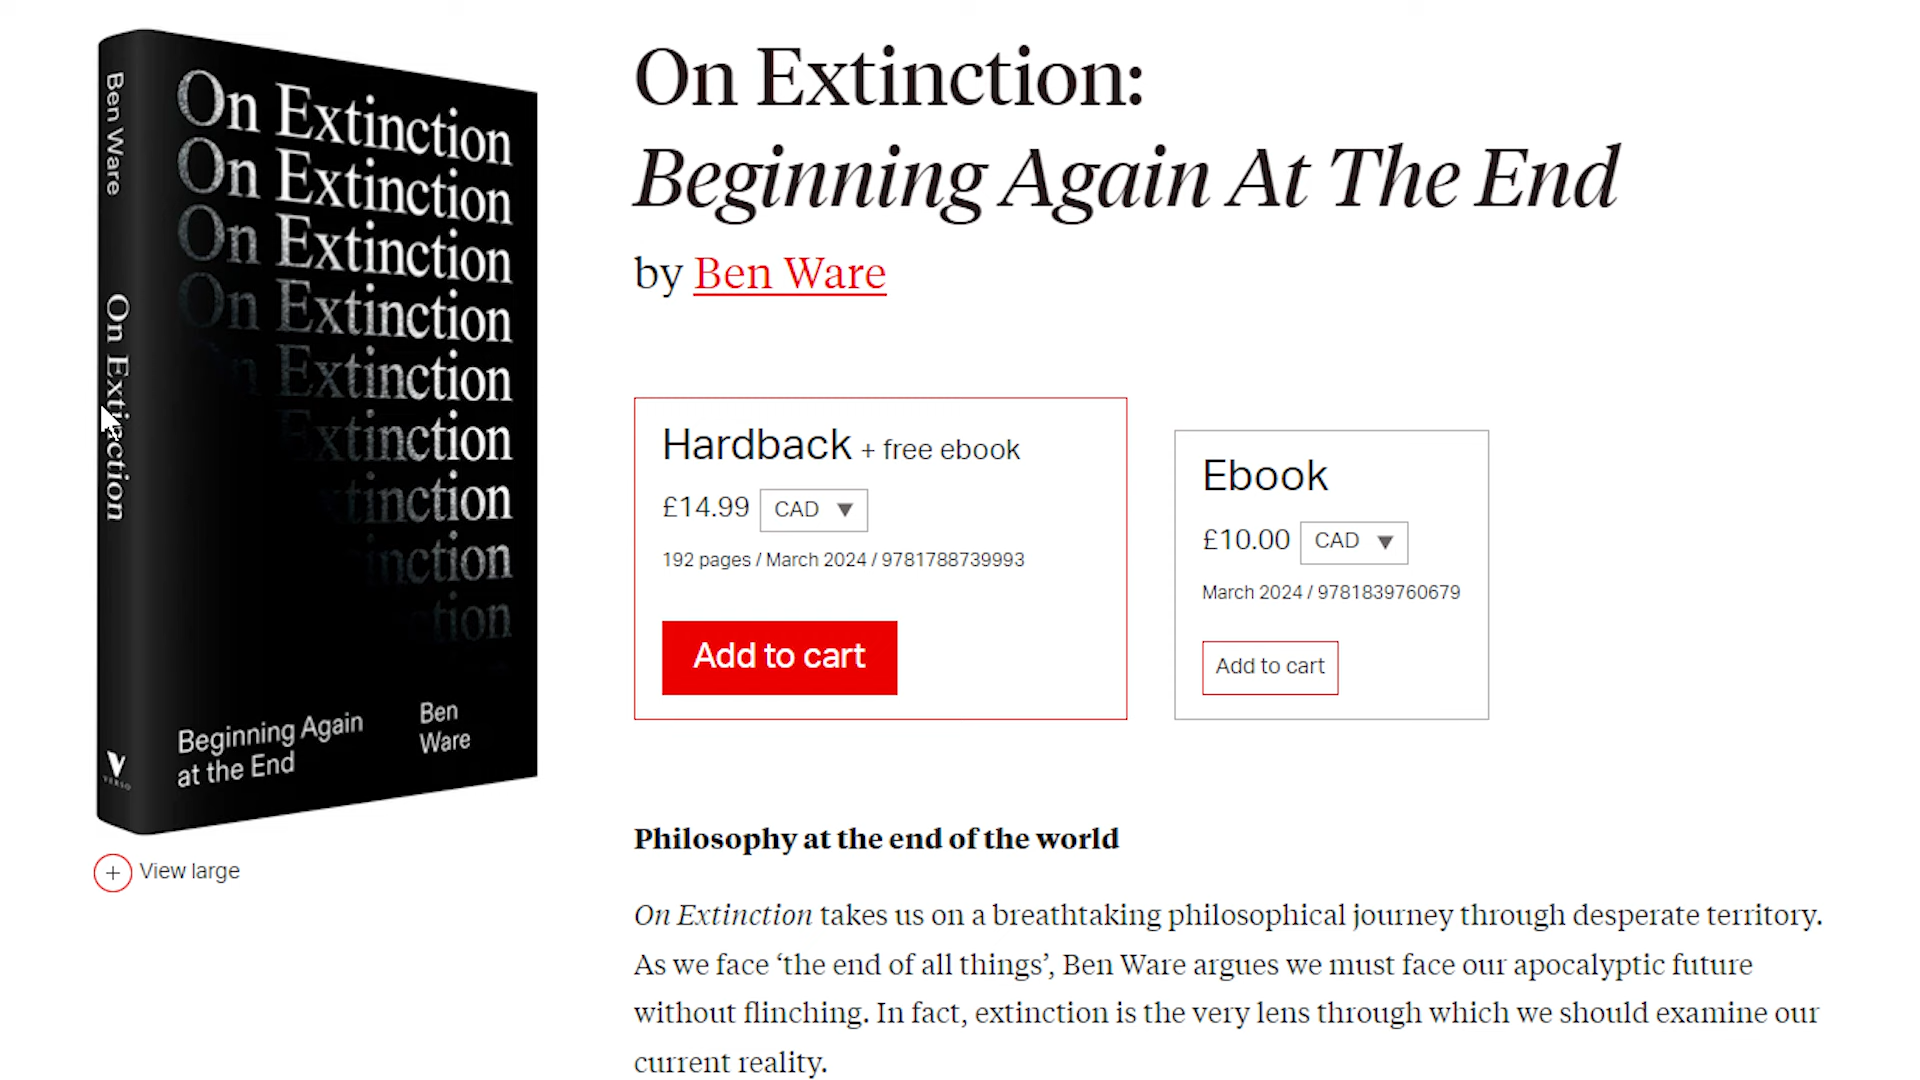 Ben Ware
On Extinction
VERSO
On Extinction
On Extinction
On Extinction
On Extinction
On Extinction
Extinction
xtinction
tinction
inction
ction
Beginning Again
at the End
Ben
Ware
+ View large
On Extinction:
Beginning Again At The End
by Ben Ware
Hardback + free ebook
£14.99 CAD ▼
192 pages / March 2024 / 9781788739993
Add to cart
Ebook
£10.00 CAD ▼
March 2024 / 9781839760679
Add to cart
Philosophy at the end of the world
On Extinction takes us on a breathtaking philosophical journey through desperate territory.
As we face ‘the end of all things’, Ben Ware argues we must face our apocalyptic future
without flinching. In fact, extinction is the very lens through which we should examine our
current reality.